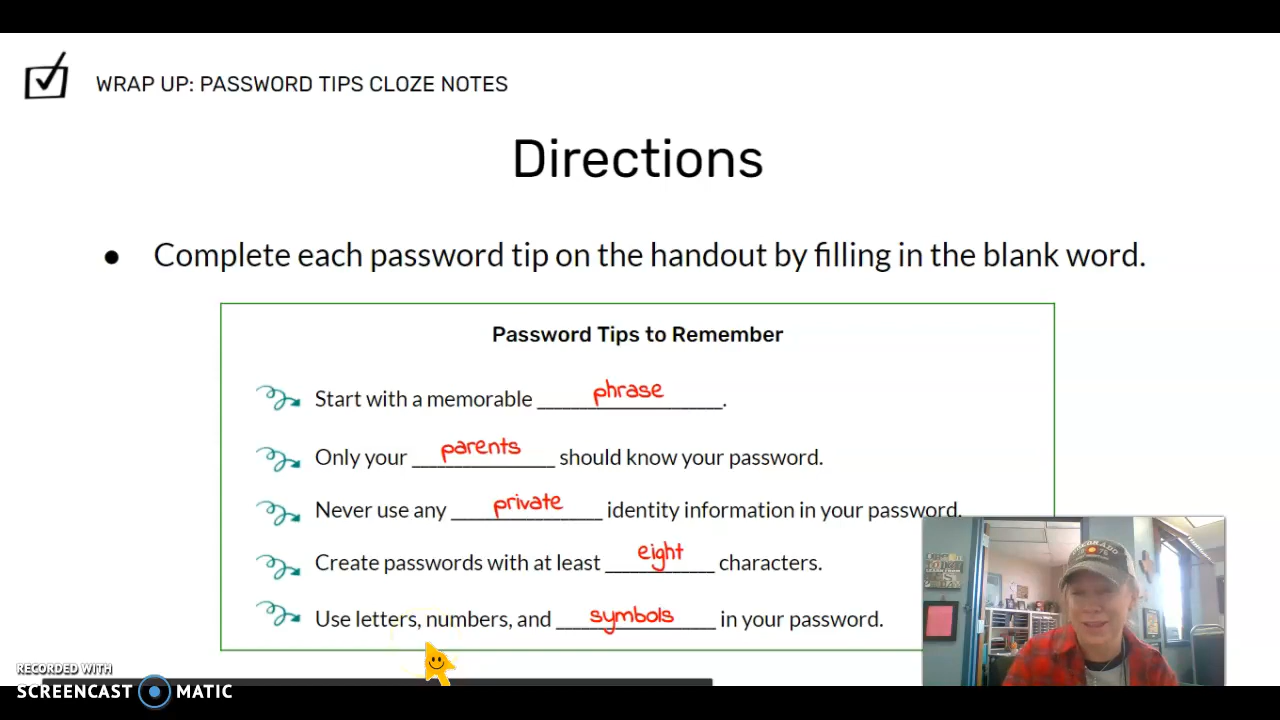 WRAP UP: PASSWORD TIPS CLOZE NOTES
Directions
● Complete each password tip on the handout by filling in the blank word.
Password Tips to Remember
Start with a memorable phrase.
Only your parents should know your password.
Never use any private identity information in your password.
Create passwords with at least eight characters.
Use letters, numbers, and symbols in your password.
RECORDED WITH
SCREENCAST MATIC